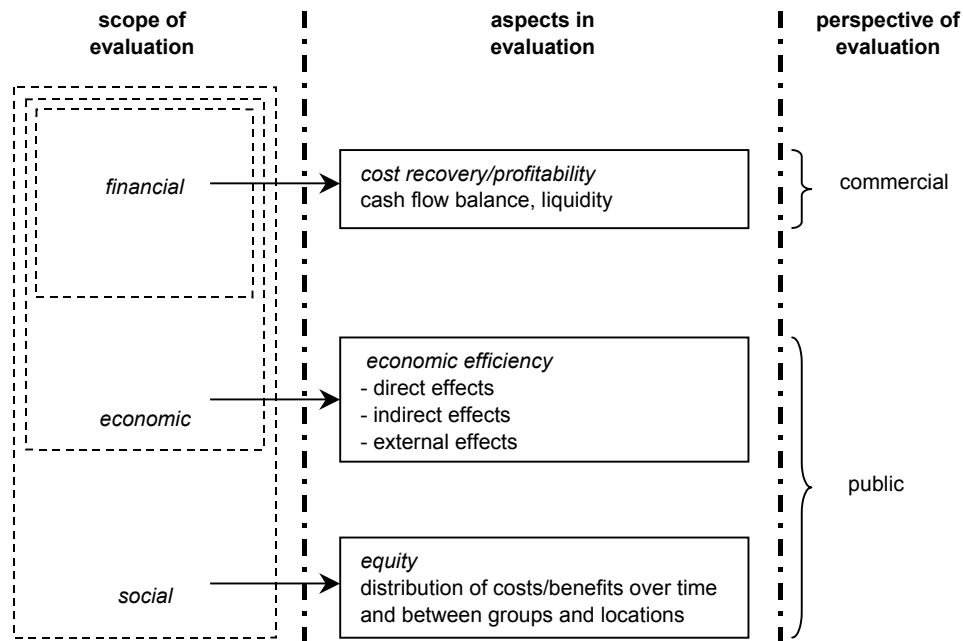 scope of
evaluation
aspects in
evaluation
perspective of
evaluation
financial
cost recovery/profitability
cash flow balance, liquidity
commercial
economic
economic efficiency
- direct effects
- indirect effects
- external effects
public
social
equity
distribution of costs/benefits over time
and between groups and locations